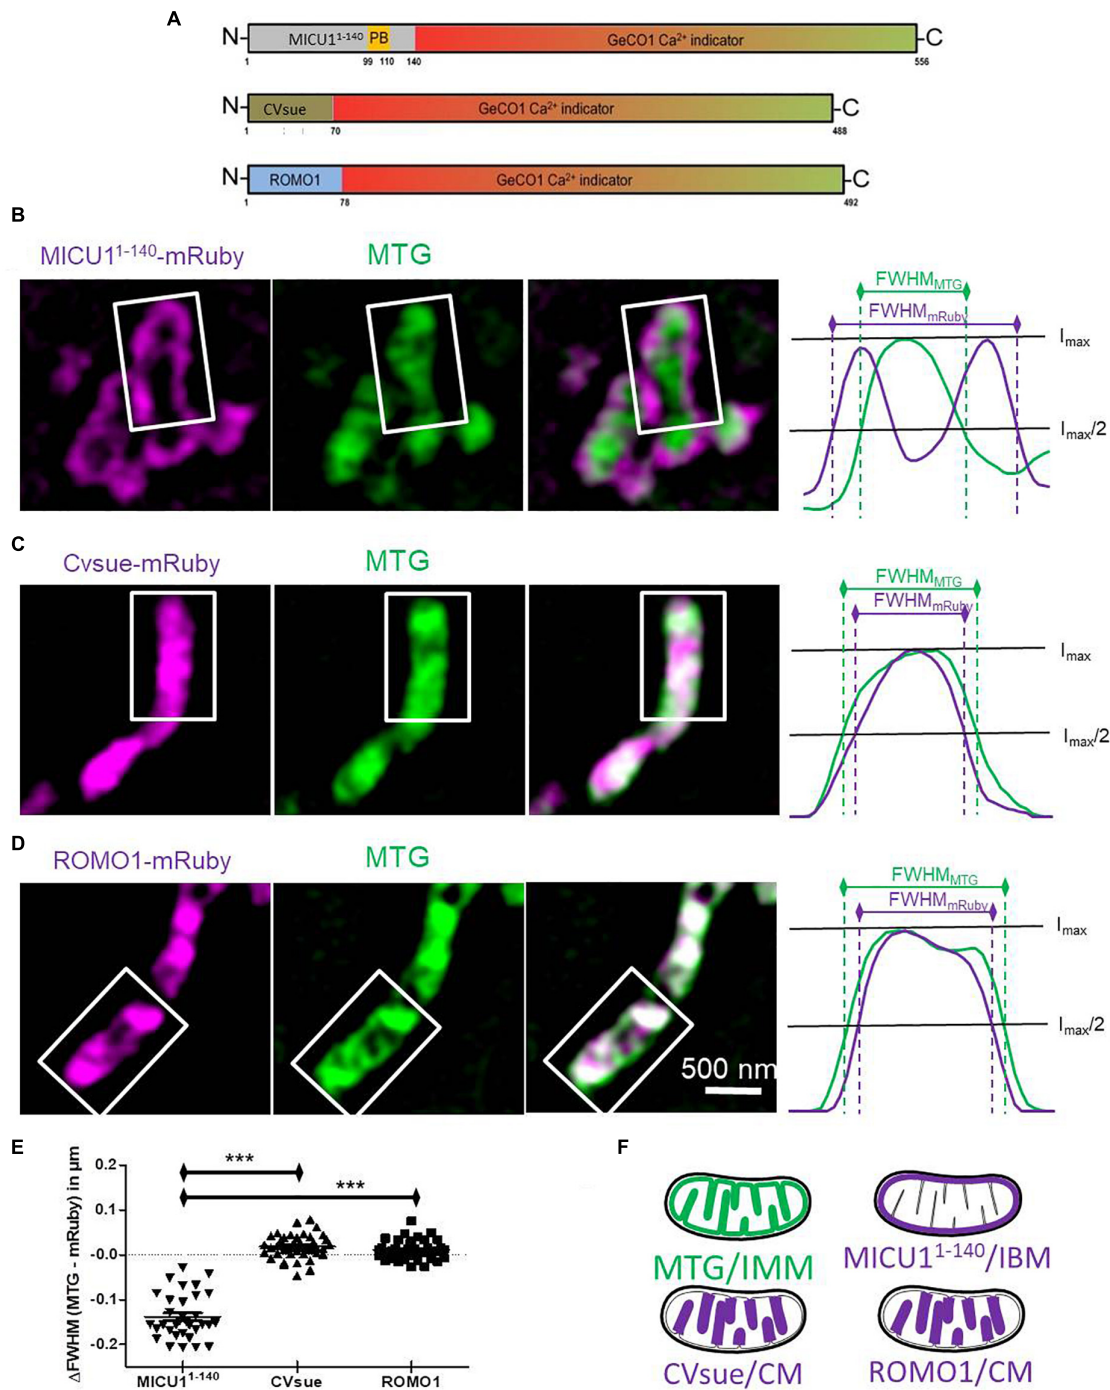 A
N- MICU1¹⁻¹⁴⁰ PB GeCO1 Ca²⁺ indicator -C
1 99 110 140 556
N- CVsue GeCO1 Ca²⁺ indicator -C
1 70 488
N- ROMO1 GeCO1 Ca²⁺ indicator -C
1 78 492
B
MICU1¹⁻¹⁴⁰-mRuby MTG
FWHM_MTG
FWHM_mRuby
I_max
I_max/2
C
Cvsue-mRuby MTG
FWHM_MTG
FWHM_mRuby
I_max
I_max/2
D
ROMO1-mRuby MTG
FWHM_MTG
FWHM_mRuby
I_max
I_max/2
500 nm
E
ΔFWHM (MTG - mRuby) in µm
0.2
0.1
-0.0
-0.1
-0.2
***
***
MICU1¹⁻¹⁴⁰ CVsue ROMO1
F
MTG/IMM MICU1¹⁻¹⁴⁰/IBM
CVsue/CM ROMO1/CM